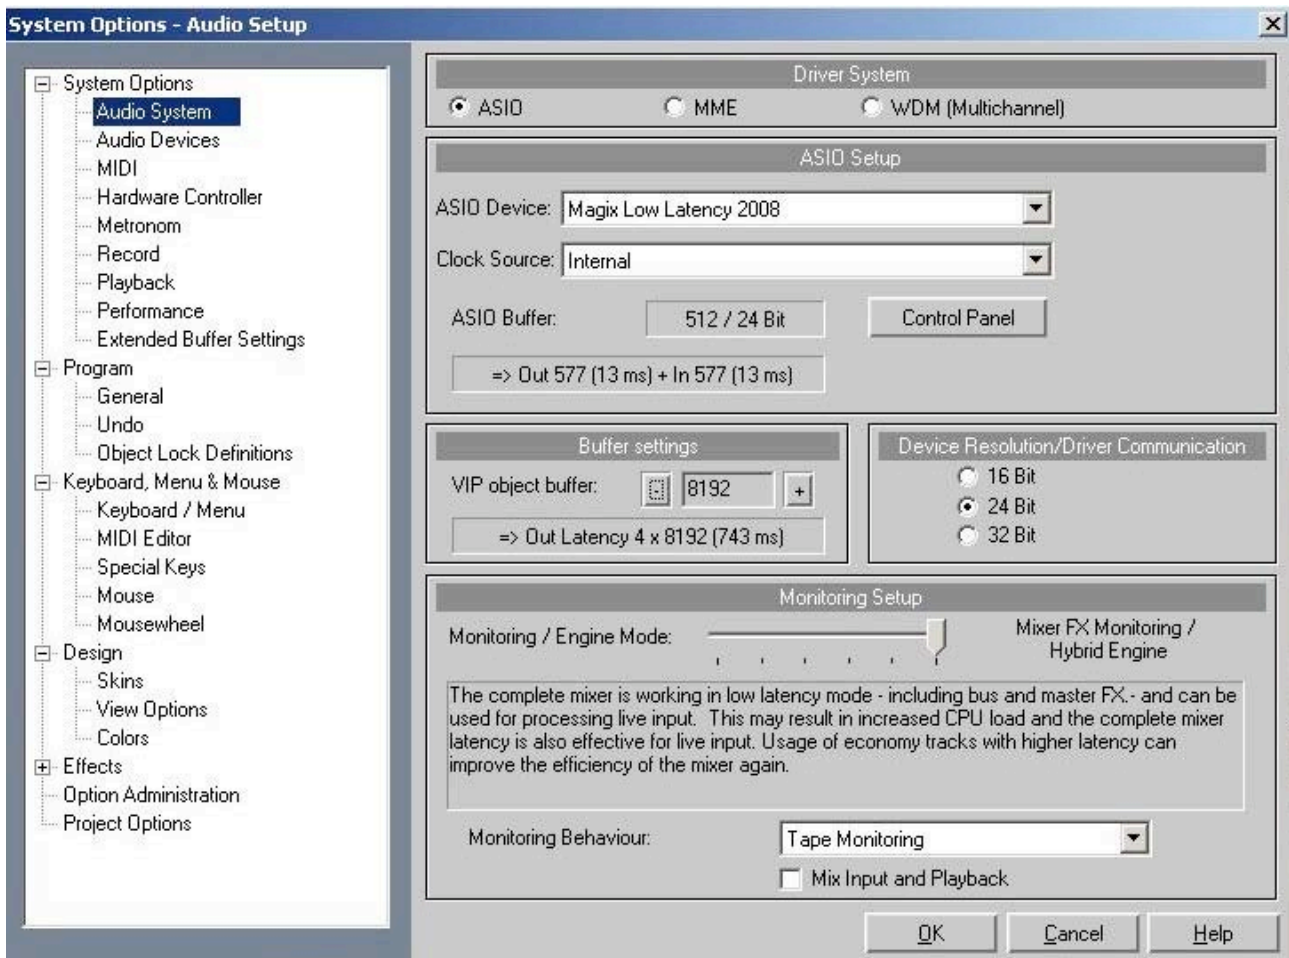 System Options - Audio Setup
System Options
Audio System
Audio Devices
MIDI
Hardware Controller
Metronom
Record
Playback
Performance
Extended Buffer Settings
Program
General
Undo
Object Lock Definitions
Keyboard, Menu & Mouse
Keyboard / Menu
MIDI Editor
Special Keys
Mouse
Mousewheel
Design
Skins
View Options
Colors
Effects
Option Administration
Project Options
Driver System
ASIO MME WDM (Multichannel)
ASIO Setup
ASIO Device: Magix Low Latency 2008
Clock Source: Internal
ASIO Buffer: 512 / 24 Bit Control Panel
=> Out 577 (13 ms) + In 577 (13 ms)
Buffer settings
VIP object buffer: - 8192 +
=> Out Latency 4 x 8192 (743 ms)
Device Resolution/Driver Communication
16 Bit
24 Bit
32 Bit
Monitoring Setup
Monitoring / Engine Mode:
Mixer FX Monitoring /
Hybrid Engine
The complete mixer is working in low latency mode - including bus and master FX.- and can be
used for processing live input. This may result in increased CPU load and the complete mixer
latency is also effective for live input. Usage of economy tracks with higher latency can
improve the efficiency of the mixer again.
Monitoring Behaviour: Tape Monitoring
Mix Input and Playback
OK Cancel Help